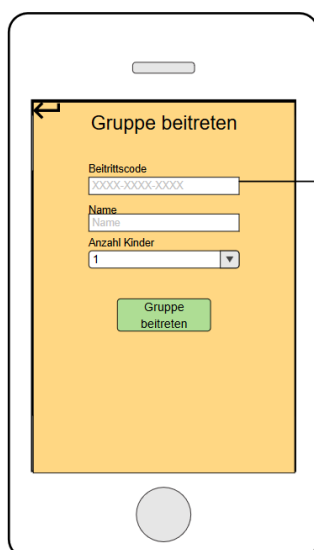 Gruppe beitreten
Beitrittscode
XXXX-XXXX-XXXX
Name
Name
Anzahl Kinder
1
Gruppe
beitreten